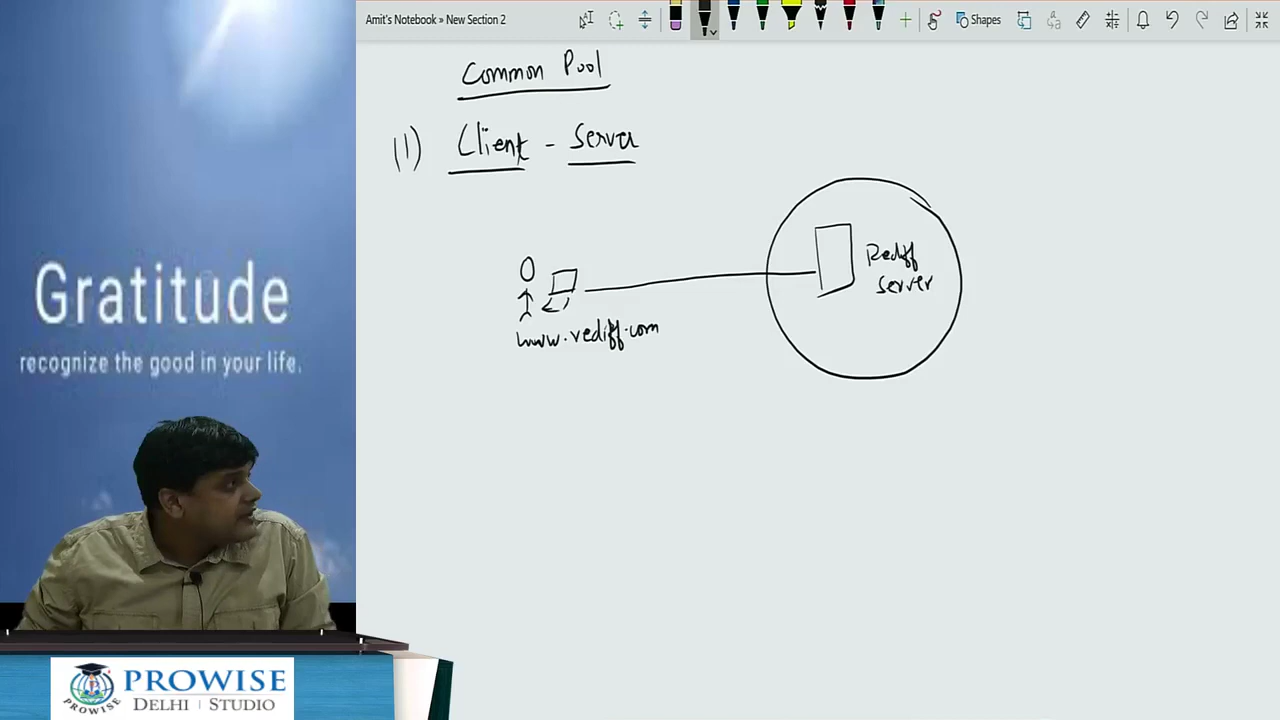 Amit's Notebook » New Section 2
Shapes
Common Pool
(1) Client - Server
Rediff
Server
www.rediff.com
Gratitude
recognize the good in your life.
PROWISE
PROWISE
DELHI | STUDIO